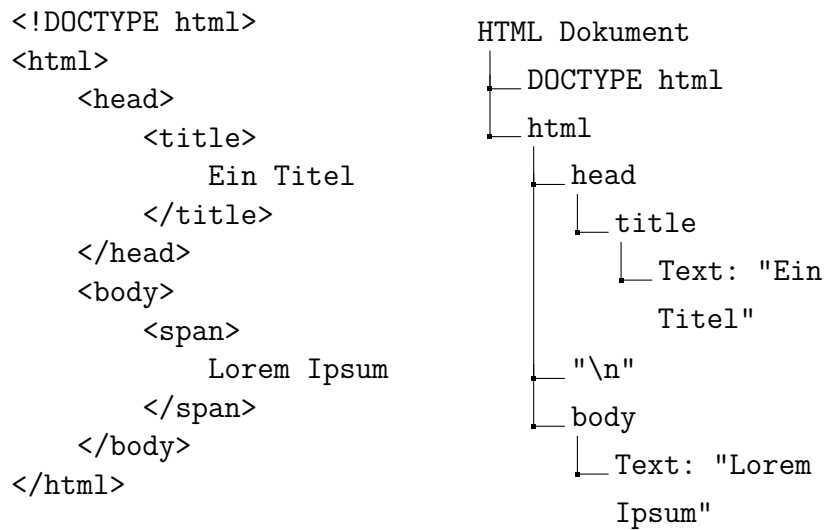 <!DOCTYPE html>
<html>
<head>
<title>
Ein Titel
</title>
</head>
<body>
<span>
Lorem Ipsum
</span>
</body>
</html>
HTML Dokument
DOCTYPE html
html
head
title
Text: "Ein
Titel"
"\n"
body
Text: "Lorem
Ipsum"